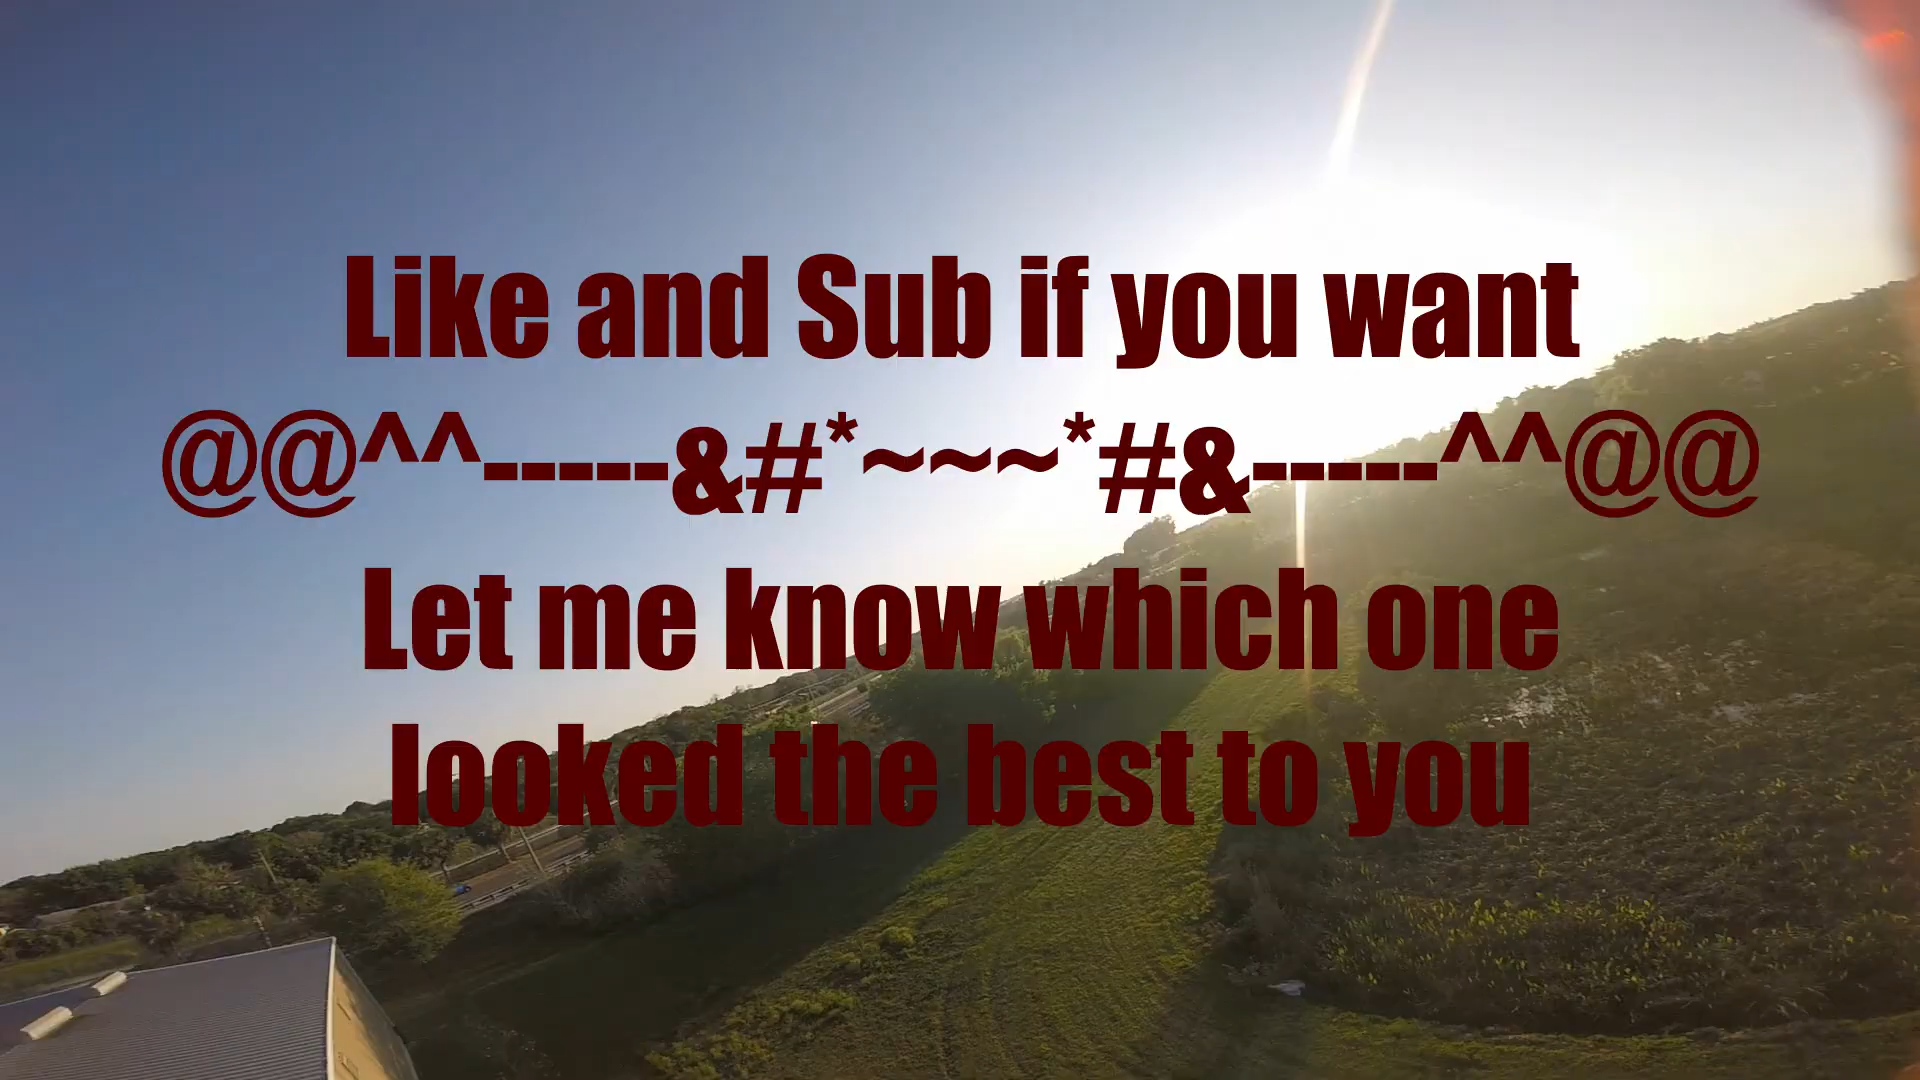 Like and Sub if you want
@@^^-----&#*~~~*#&-----^^@@
Let me know which one
looked the best to you